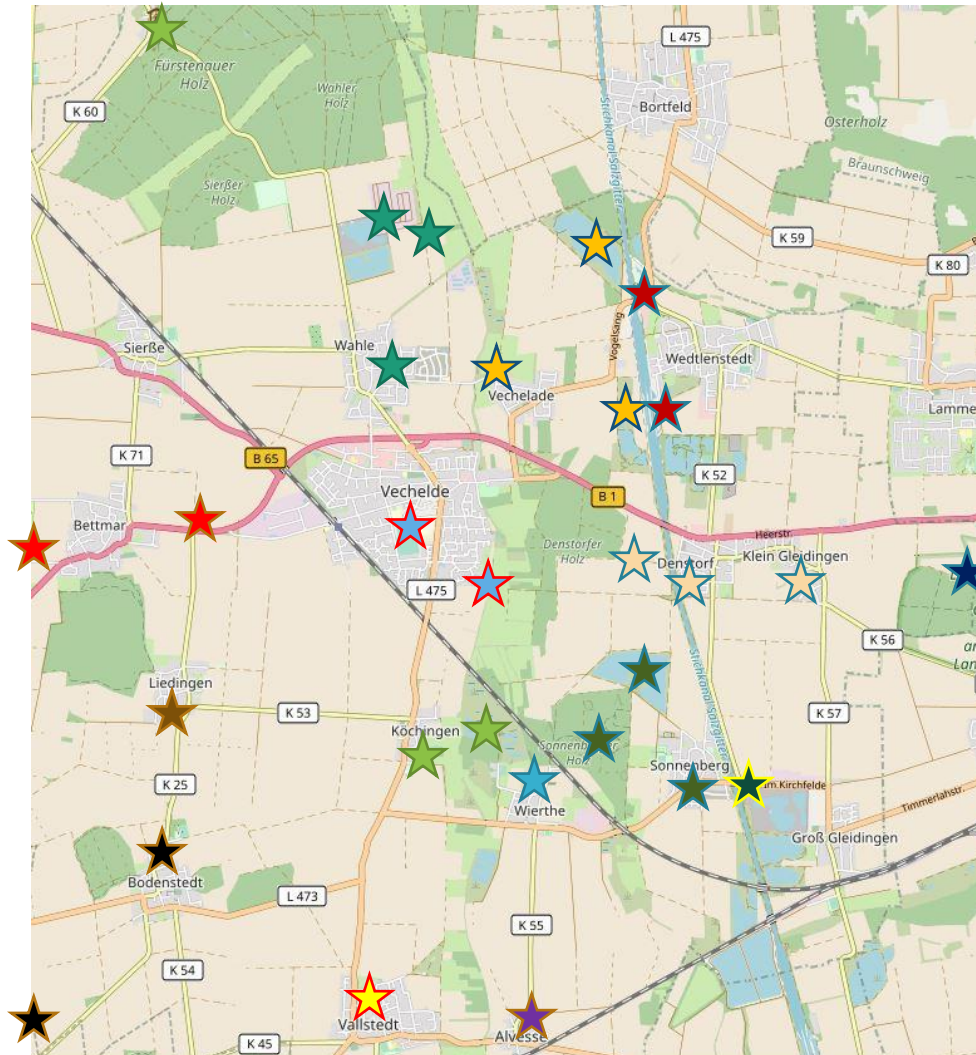 L 475
Fürstenauer
Holz
Wahler
Holz
K 60
Bortfeld
Stichkanal Salzgitter
Osterholz
Braunschweig
Sierßer
Holz
K 59
K 80
Vogelsang
Sierße
Wahle
Wedtlenstedt
Vechelade
Lamme
K 71
B 65
K 52
Vechelde
B 1
Bettmar
Heerstr.
Denstorfer
Holz
Denstorf
Klein Gleidingen
L 475
K 56
Stichkanal Salzgitter
Liedingen
K 53
K 57
Köchingen
Sonnenberger
Holz
Sonnenberg
K 25
Am Kirchfelde
Timmerlahstr.
Wierthe
Groß Gleidingen
Bodenstedt
L 473
K 55
K 54
Vallstedt
Alvesse
K 45